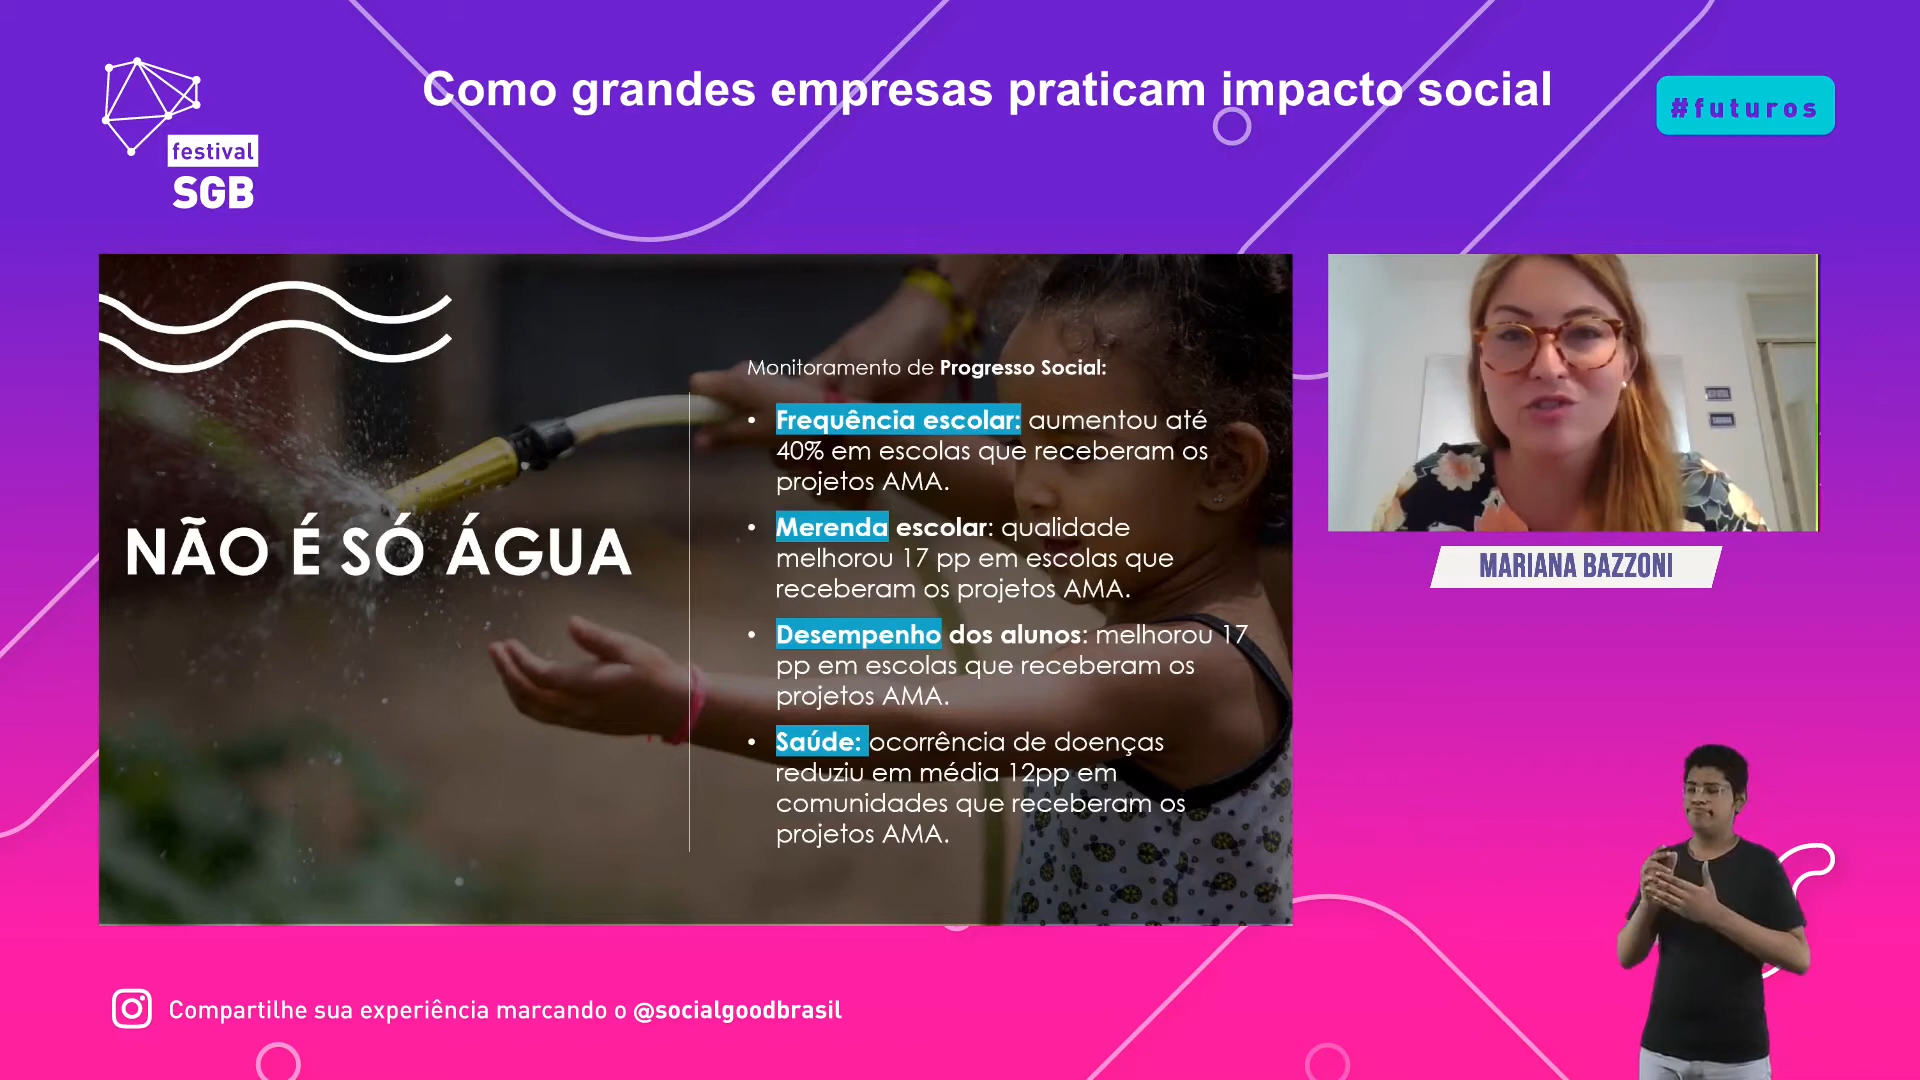 Como grandes empresas praticam impacto social
#futuros
festival
SGB
NÃO É SÓ ÁGUA
Monitoramento de Progresso Social:
• Frequência escolar: aumentou até
40% em escolas que receberam os
projetos AMA.
• Merenda escolar: qualidade
melhorou 17 pp em escolas que
receberam os projetos AMA.
• Desempenho dos alunos: melhorou 17
pp em escolas que receberam os
projetos AMA.
• Saúde: ocorrência de doenças
reduziu em média 12pp em
comunidades que receberam os
projetos AMA.
MARIANA BAZZONI
Compartilhe sua experiência marcando o @socialgoodbrasil